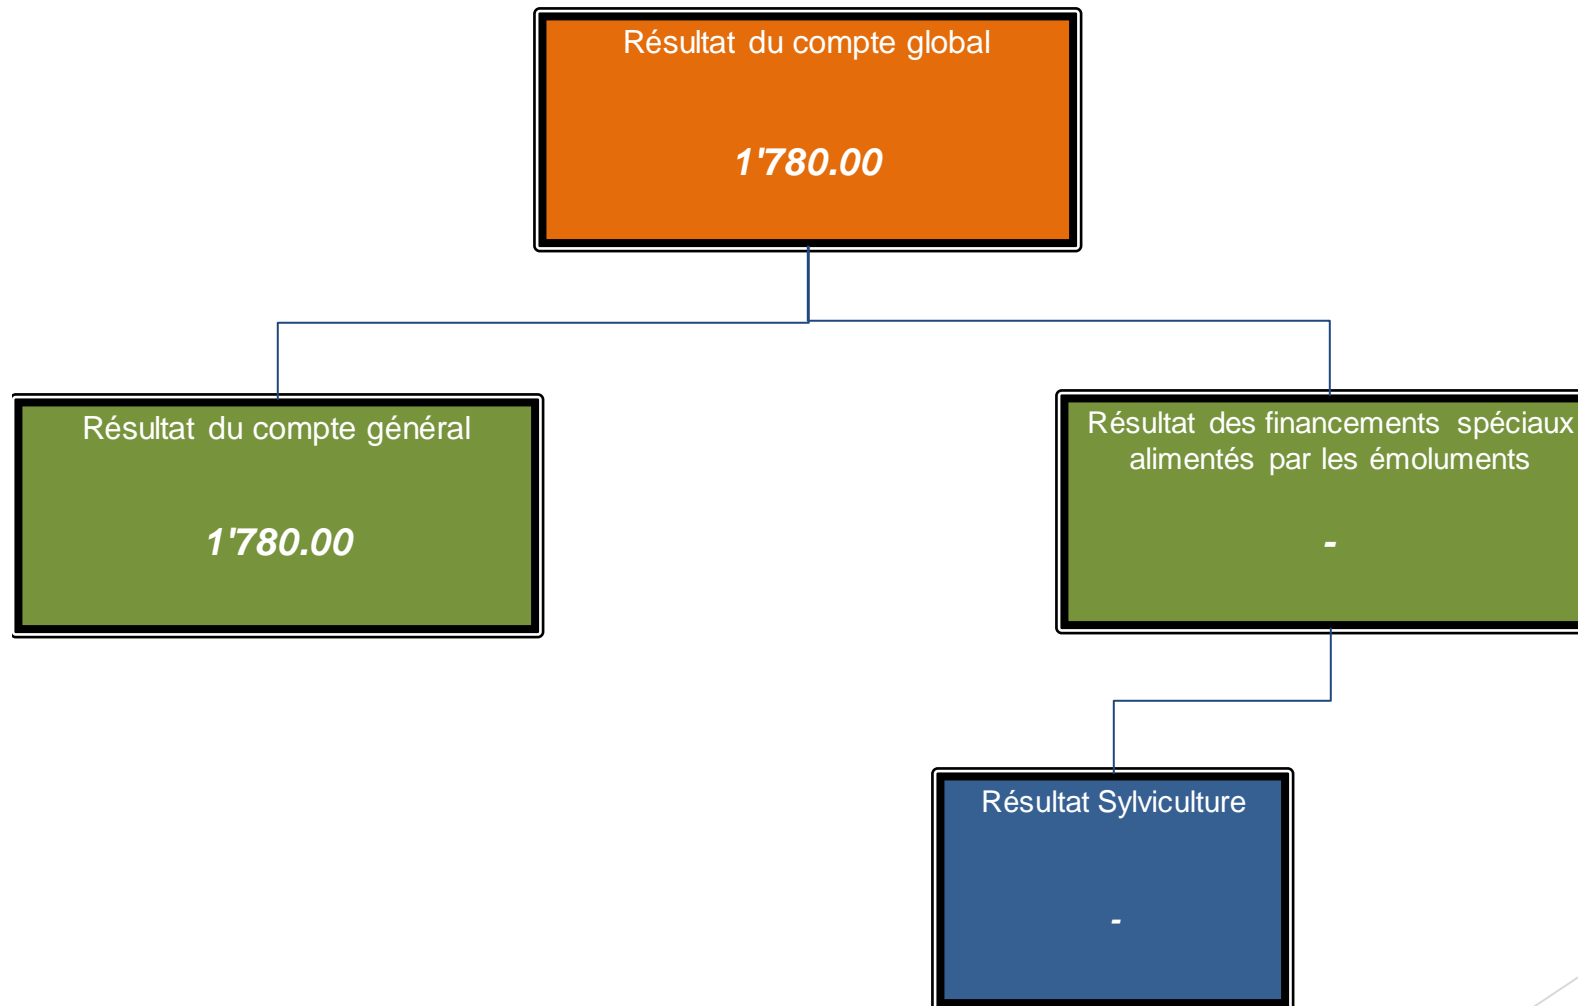 Résultat du compte global
1'780.00
Résultat du compte général
1'780.00
Résultat des financements spéciaux
alimentés par les émoluments
-
Résultat Sylviculture
-